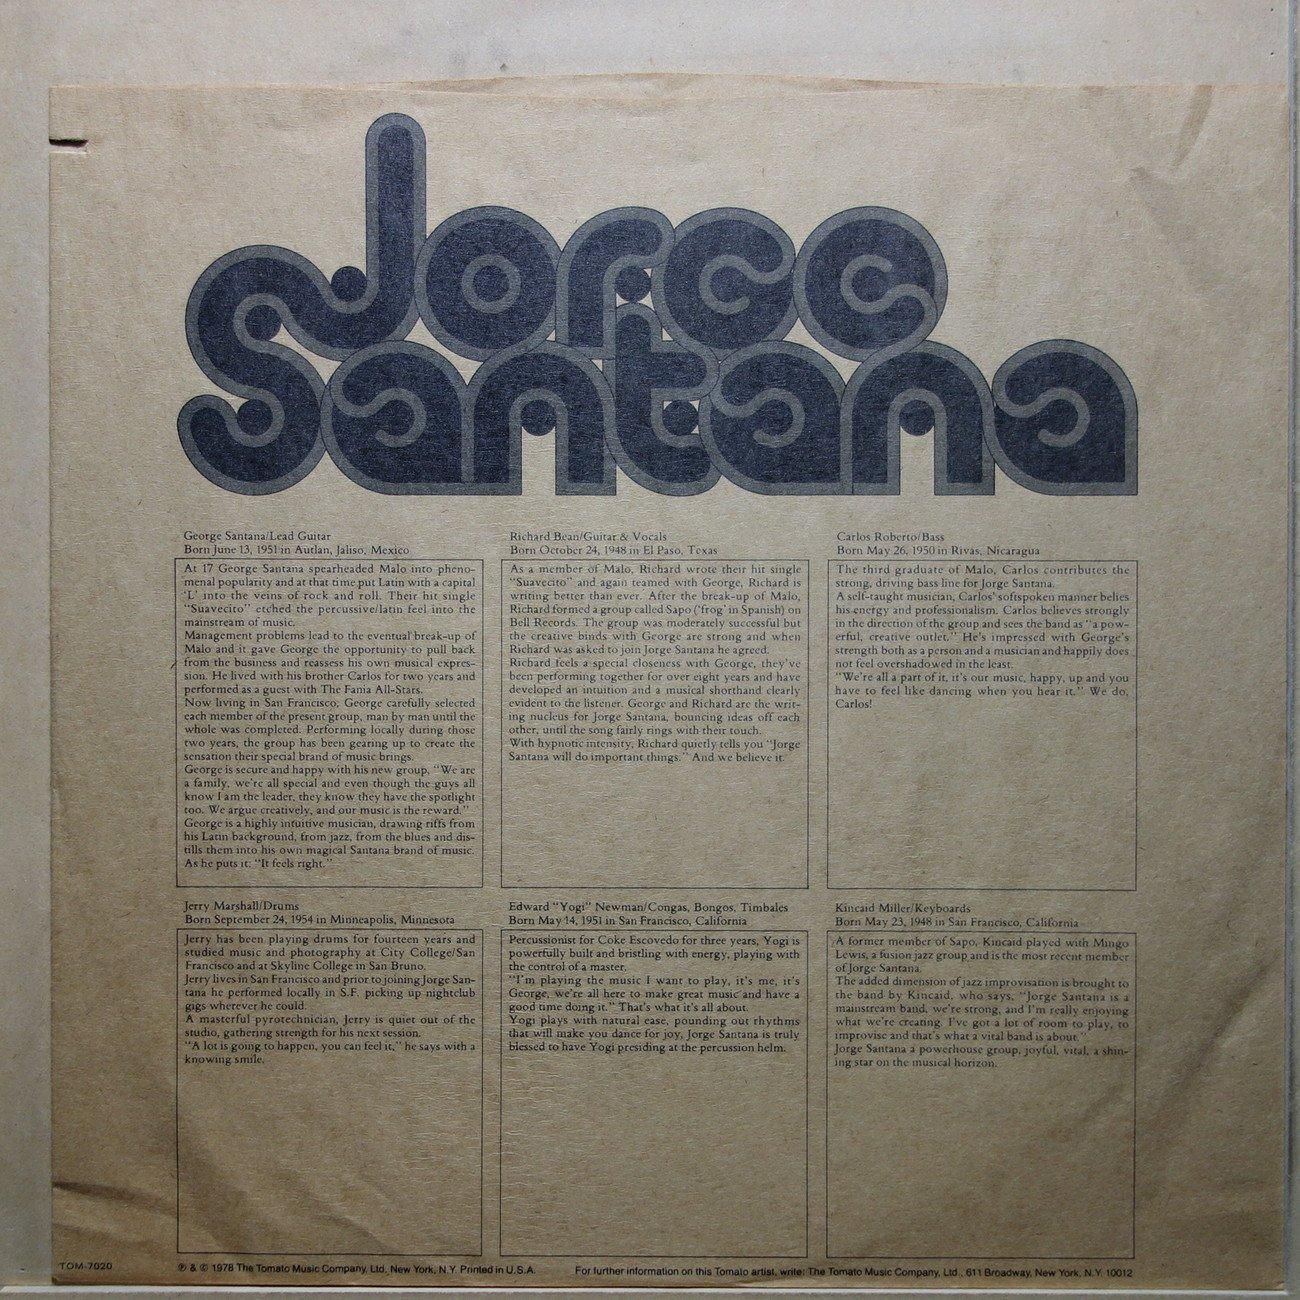 Jorge
Santana
George Santana/Lead Guitar
Born June 13, 1951 in Autlan, Jaliso, Mexico
At 17 George Santana spearheaded Malo into pheno-
menal popularity and at that time put Latin with a capital
'L' into the veins of rock and roll. Their hit single
"Suavecito" etched the percussive/latin feel into the
mainstream of music.
Management problems lead to the eventual break-up of
Malo and it gave George the opportunity to pull back
from the business and reassess his own musical expres-
sion. He lived with his brother Carlos for two years and
performed as a guest with The Fania All-Stars.
Now living in San Francisco, George carefully selected
each member of the present group, man by man until the
whole was completed. Performing locally during those
two years, the group has been gearing up to create the
sensation their special brand of music brings.
George is secure and happy with his new group, "We are
a family, we're all special and even though the guys all
know I am the leader, they know they have the spotlight
too. We argue creatively, and our music is the reward."
George is a highly intuitive musician, drawing riffs from
his Latin background, from jazz, from the blues and dis-
tills them into his own magical Santana brand of music.
As he puts it: "It feels right."
Richard Bean/Guitar & Vocals
Born October 24, 1948 in El Paso, Texas
As a member of Malo, Richard wrote their hit single
"Suavecito" and again teamed with George, Richard is
writing better than ever. After the break-up of Malo,
Richard formed a group called Sapo ('frog' in Spanish) on
Bell Records. The group was moderately successful but
the creative binds with George are strong and when
Richard was asked to join Jorge Santana he agreed.
Richard feels a special closeness with George, they've
been performing together for over eight years and have
developed an intuition and a musical shorthand clearly
evident to the listener. George and Richard are the writ-
ing nucleus for Jorge Santana, bouncing ideas off each
other, until the song fairly rings with their touch.
With hypnotic intensity, Richard quietly tells you "Jorge
Santana will do important things." And we believe it.
Carlos Roberto/Bass
Born May 26, 1950 in Rivas, Nicaragua
The third graduate of Malo, Carlos contributes the
strong, driving bass line for Jorge Santana.
A self-taught musician, Carlos' softspoken manner belies
his energy and professionalism. Carlos believes strongly
in the direction of the group and sees the band as "a pow-
erful, creative outlet." He's impressed with George's
strength both as a person and a musician and happily does
not feel overshadowed in the least.
"We're all a part of it, it's our music, happy, up and you
have to feel like dancing when you hear it." We do,
Carlos!
Jerry Marshall/Drums
Born September 24, 1954 in Minneapolis, Minnesota
Jerry has been playing drums for fourteen years and
studied music and photography at City College/San
Francisco and at Skyline College in San Bruno.
Jerry lives in San Francisco and prior to joining Jorge San-
tana he performed locally in S.F. picking up nightclub
gigs wherever he could.
A masterful pyrotechnician, Jerry is quiet out of the
studio, gathering strength for his next session.
"A lot is going to happen, you can feel it," he says with a
knowing smile.
Edward "Yogi" Newman/Congas, Bongos, Timbales
Born May 14, 1951 in San Francisco, California
Percussionist for Coke Escovedo for three years, Yogi is
powerfully built and bristling with energy, playing with
the control of a master.
"I'm playing the music I want to play, it's me, it's
George, we're all here to make great music and have a
good time doing it." That's what it's all about.
Yogi plays with natural ease, pounding out rhythms
that will make you dance for joy, Jorge Santana is truly
blessed to have Yogi presiding at the percussion helm.
Kincaid Miller/Keyboards
Born May 23, 1948 in San Francisco, California
A former member of Sapo, Kincaid played with Mingo
Lewis, a fusion jazz group and is the most recent member
of Jorge Santana.
The added dimension of jazz improvisation is brought to
the band by Kincaid, who says, "Jorge Santana is a
mainstream band, we're strong, and I'm really enjoying
what we're creating. I've got a lot of room to play, to
improvise and that's what a vital band is about."
Jorge Santana a powerhouse group, joyful, vital, a shin-
ing star on the musical horizon.
TOM-7020
℗ & © 1978 The Tomato Music Company, Ltd. New York, N.Y. Printed in U.S.A.
For further information on this Tomato artist, write: The Tomato Music Company, Ltd., 611 Broadway, New York, N.Y. 10012